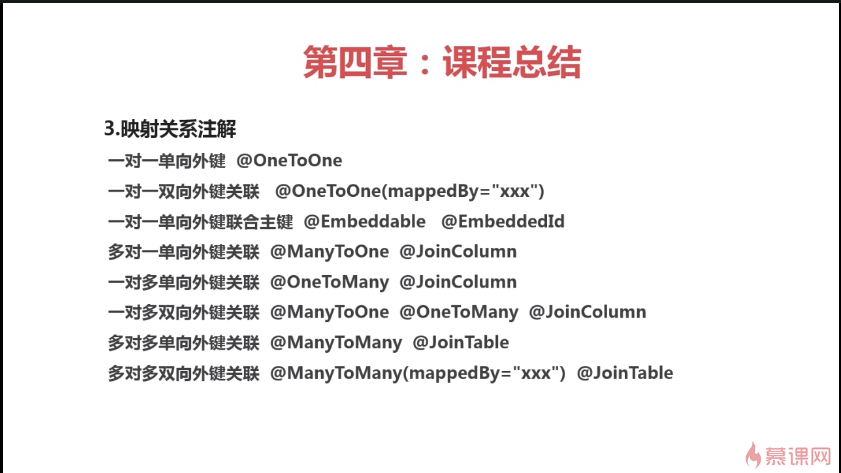 第四章：课程总结
3.映射关系注解
一对一单向外键 @OneToOne
一对一双向外键关联 @OneToOne(mappedBy="xxx")
一对一单向外键联合主键 @Embeddable @EmbeddedId
多对一单向外键关联 @ManyToOne @JoinColumn
一对多单向外键关联 @OneToMany @JoinColumn
一对多双向外键关联 @ManyToOne @OneToMany @JoinColumn
多对多单向外键关联 @ManyToMany @JoinTable
多对多双向外键关联 @ManyToMany(mappedBy="xxx") @JoinTable
慕课网